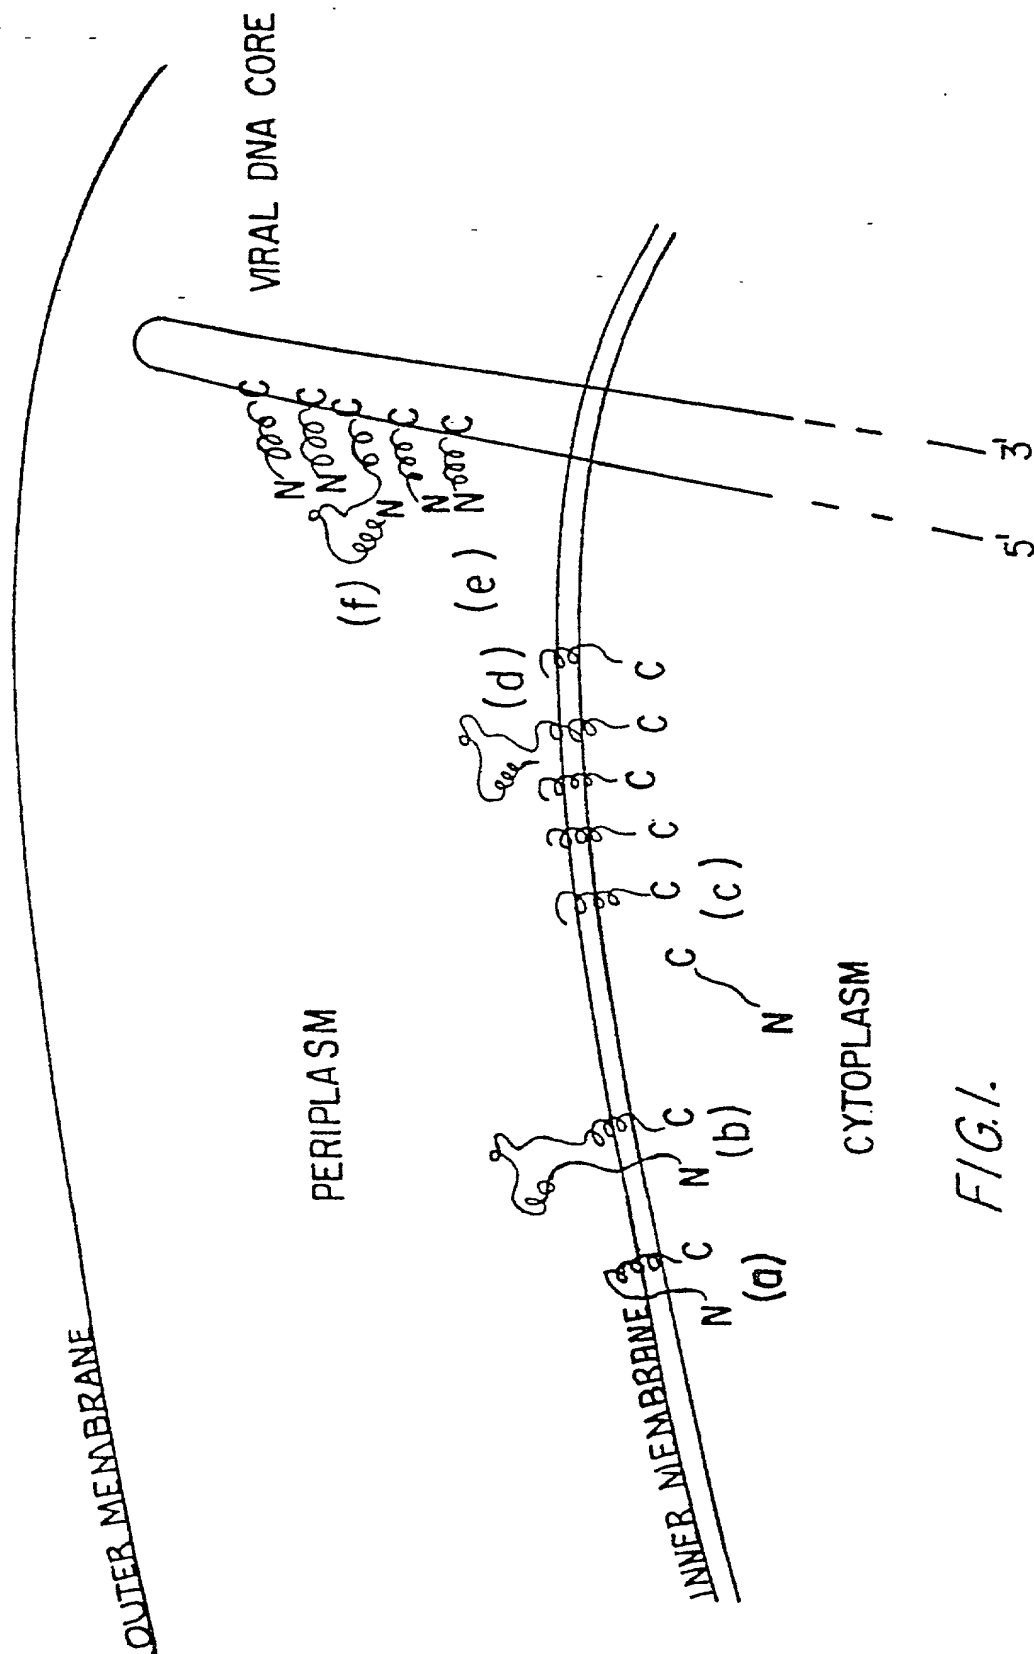 OUTER MEMBRANE
VIRAL DNA CORE
PERIPLASM
N C
N C
N C
N C
N C
(f)
(e)
(d)
INNER MEMBRANE
N C
(a)
N C
(b)
N C
C C C C C
(c)
CYTOPLASM
5' 3'
FIG.1.